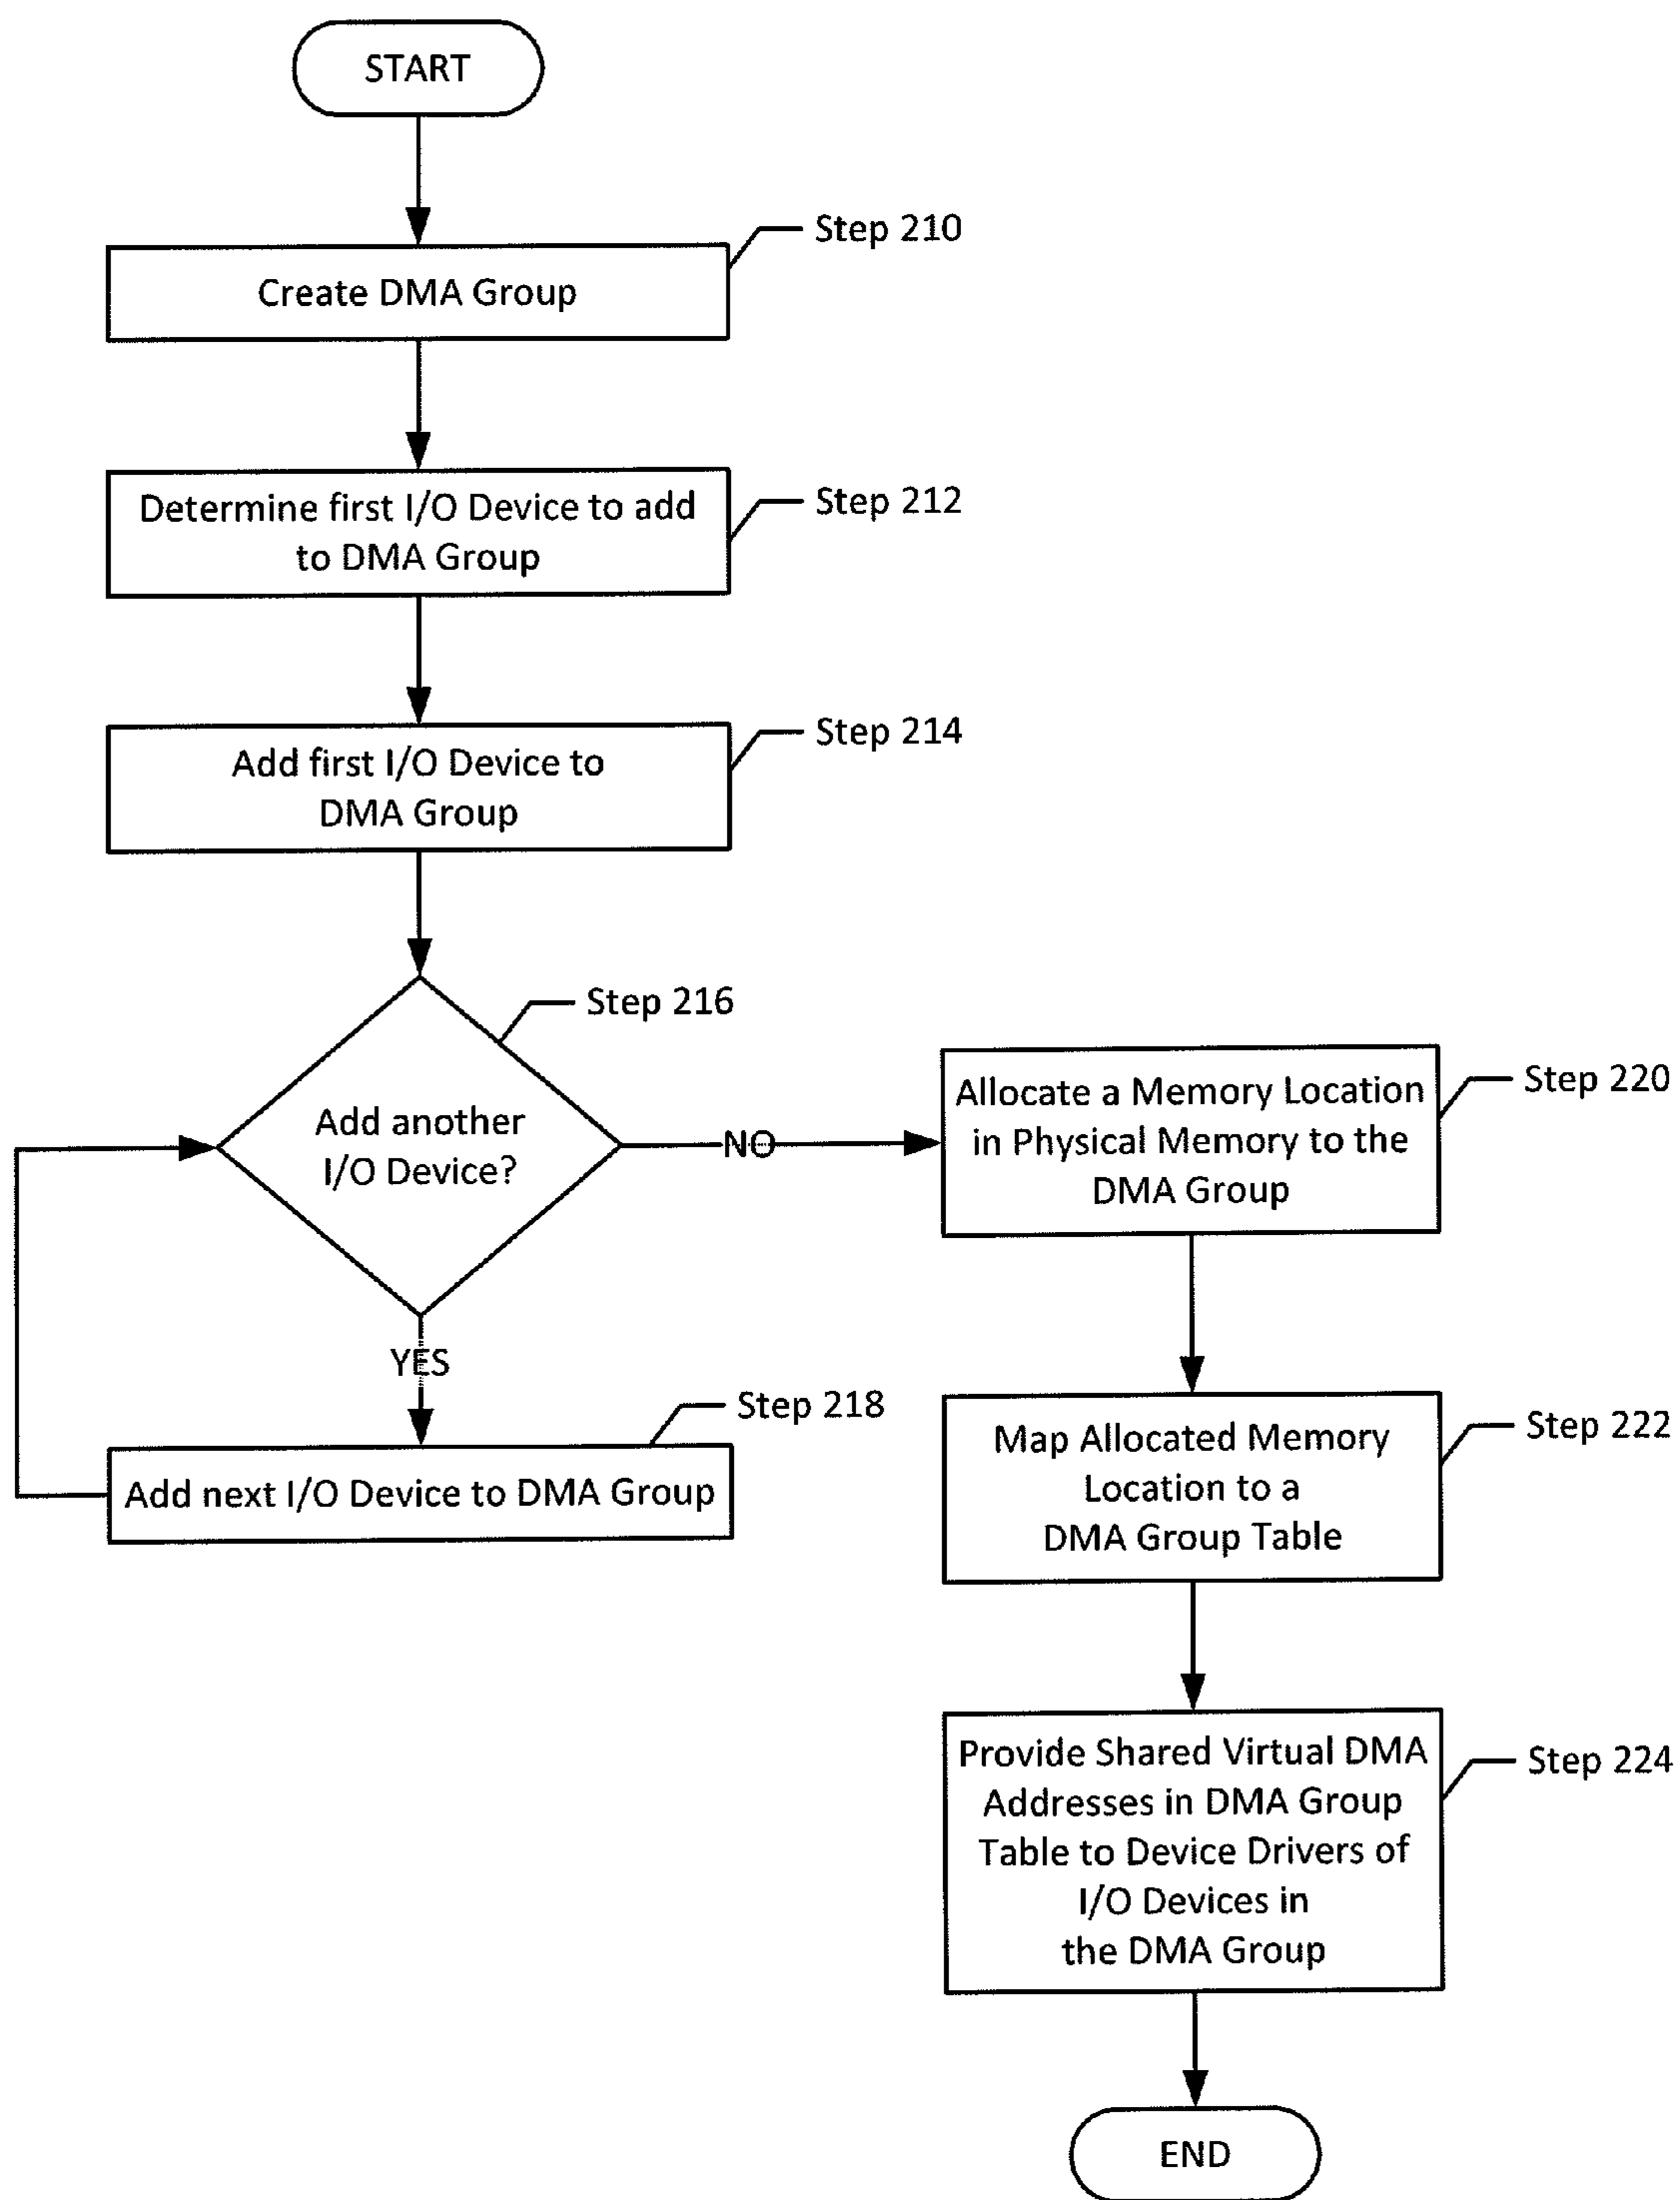 START
Step 210
Create DMA Group
Step 212
Determine first I/O Device to add
to DMA Group
Step 214
Add first I/O Device to
DMA Group
Step 216
Add another
I/O Device?
NO
YES
Step 218
Add next I/O Device to DMA Group
Step 220
Allocate a Memory Location
in Physical Memory to the
DMA Group
Step 222
Map Allocated Memory
Location to a
DMA Group Table
Step 224
Provide Shared Virtual DMA
Addresses in DMA Group
Table to Device Drivers of
I/O Devices in
the DMA Group
END